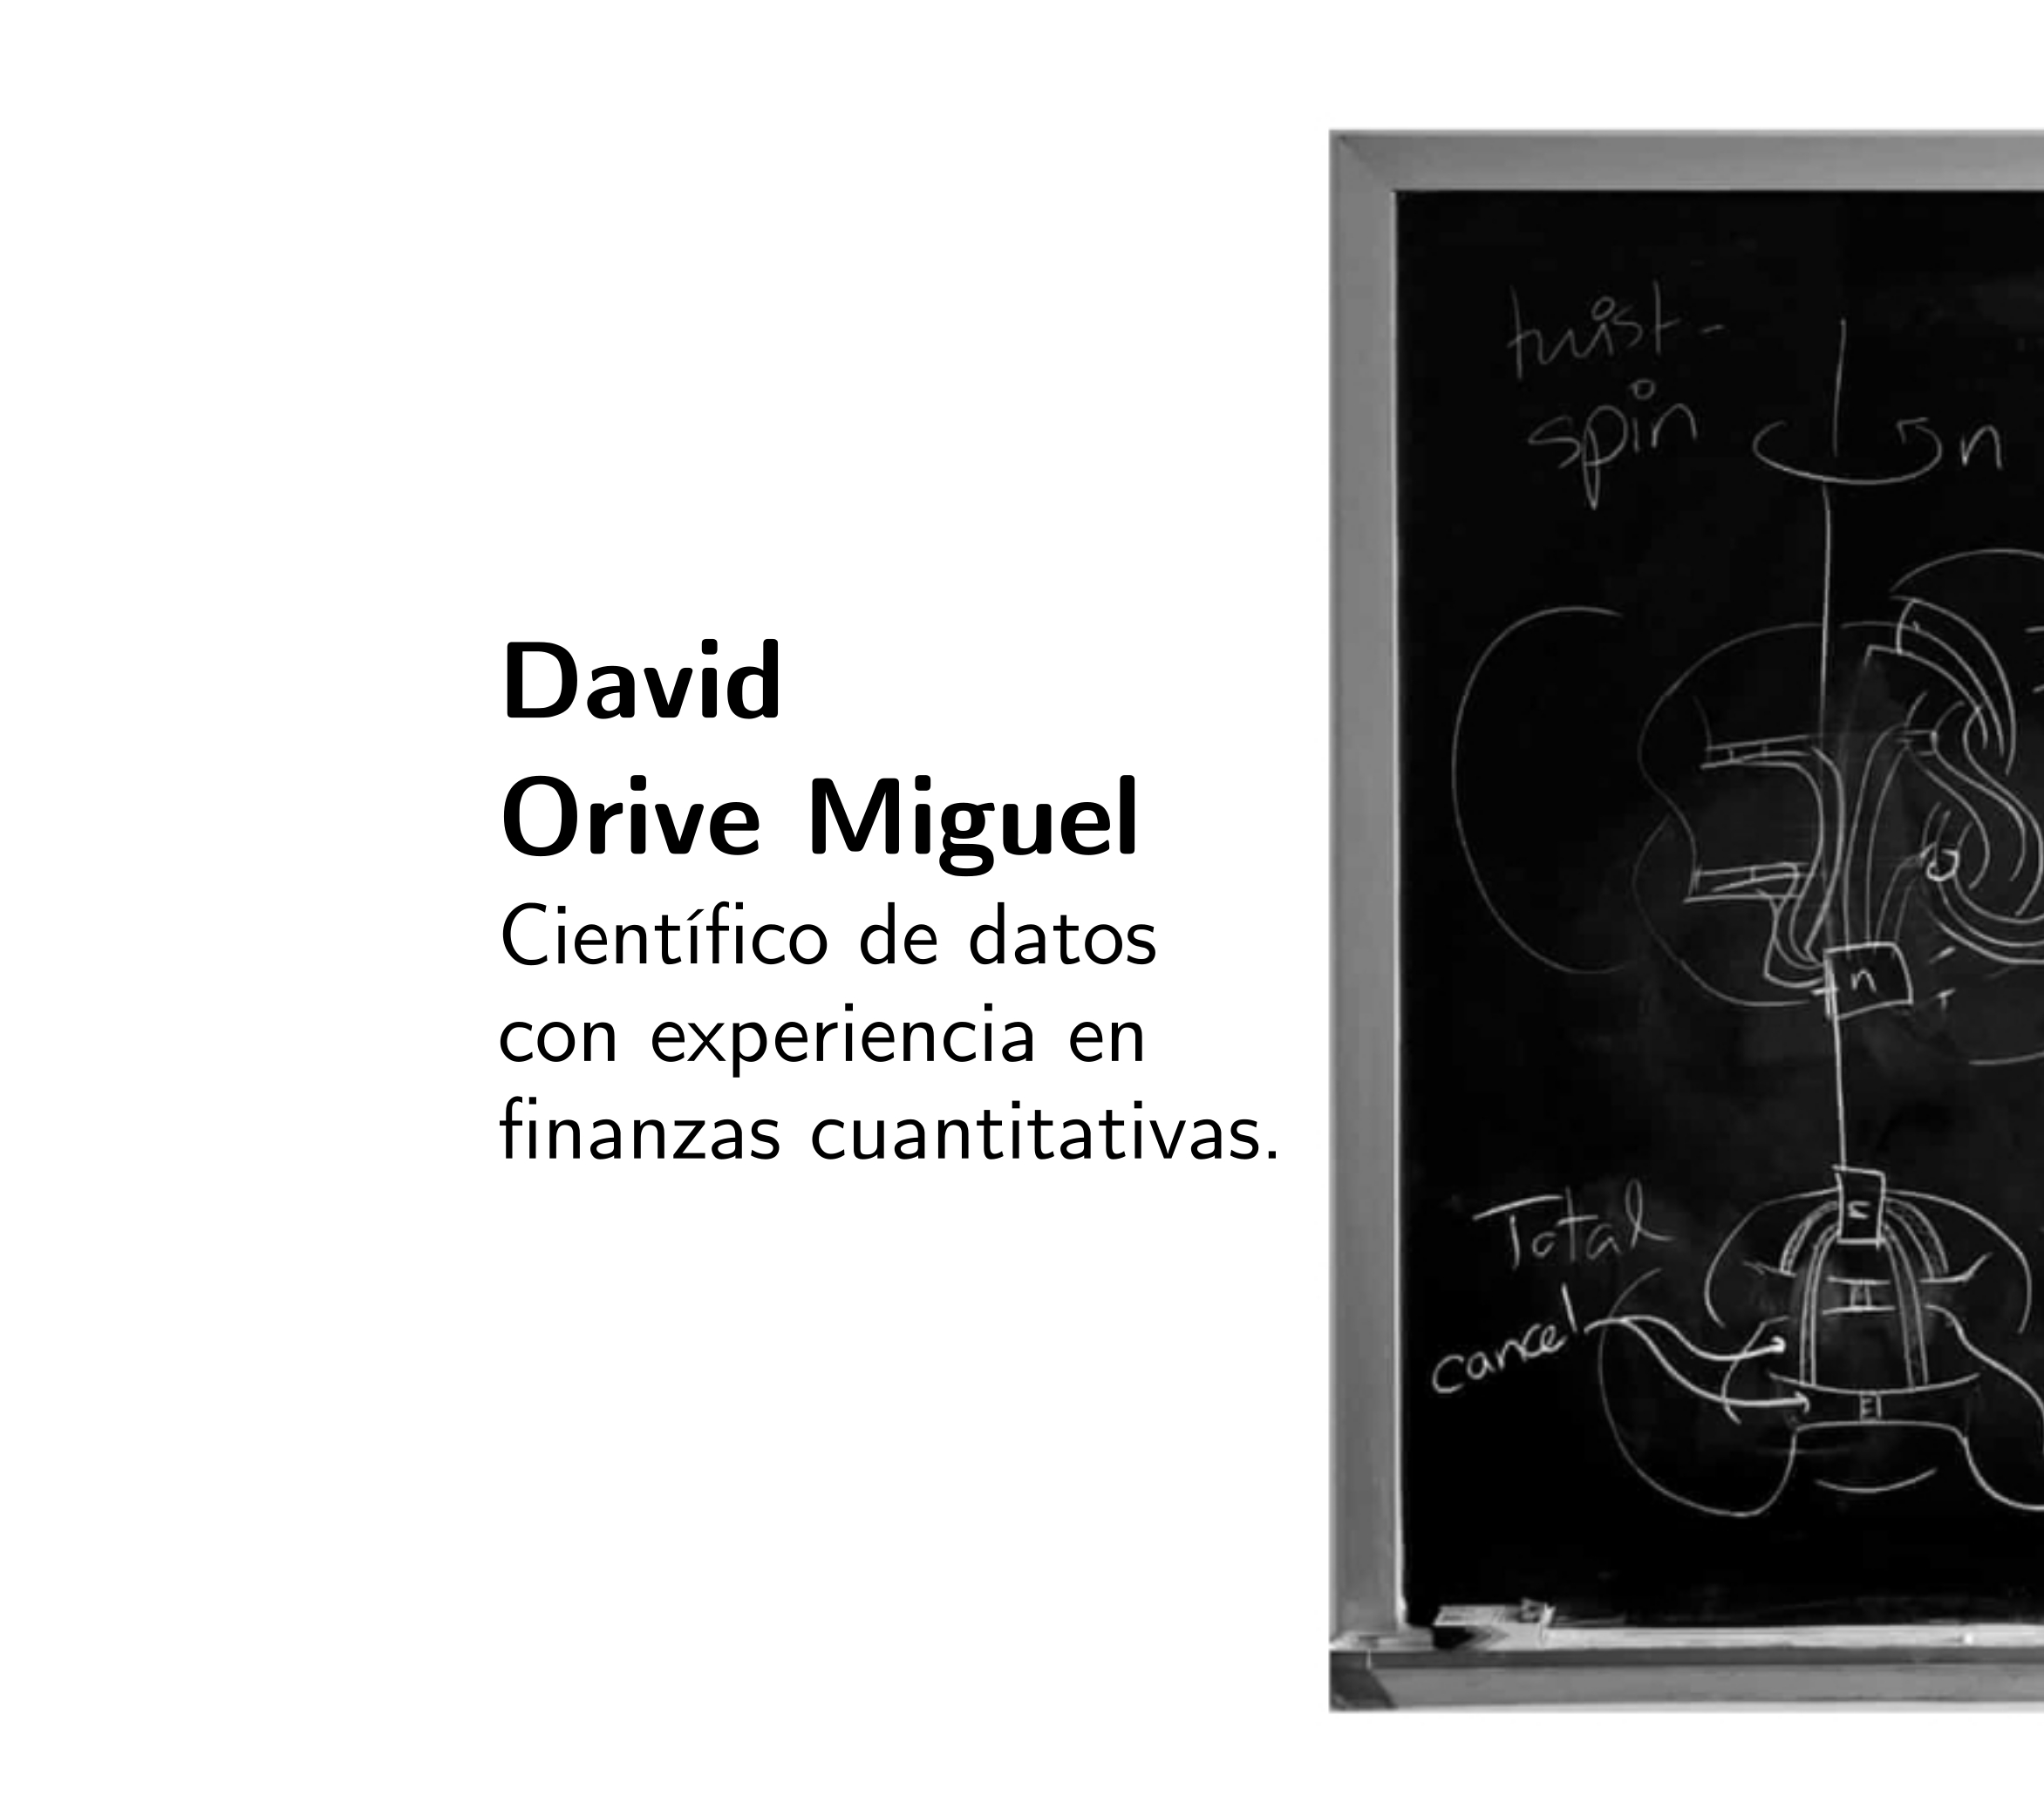 David
Orive Miguel
Científico de datos
con experiencia en
finanzas cuantitativas.
twist-
spin
n
n
Total
cancel